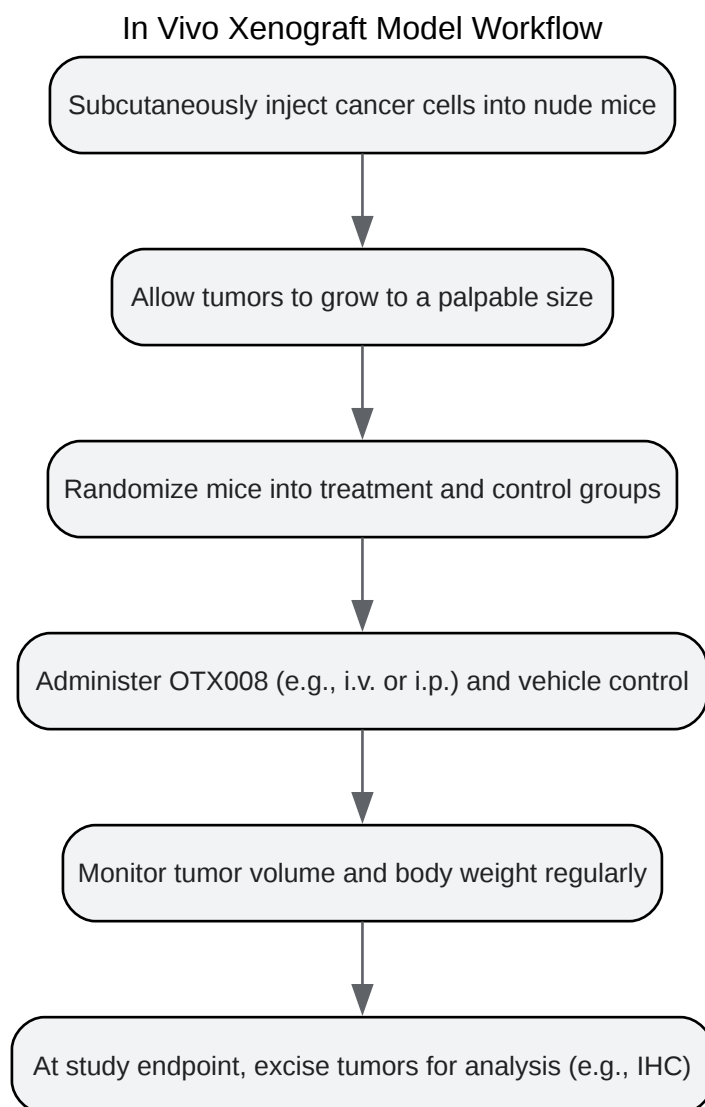 In Vivo Xenograft Model Workflow
Subcutaneously inject cancer cells into nude mice
Allow tumors to grow to a palpable size
Randomize mice into treatment and control groups
Administer OTX008 (e.g., i.v. or i.p.) and vehicle control
Monitor tumor volume and body weight regularly
At study endpoint, excise tumors for analysis (e.g., IHC)